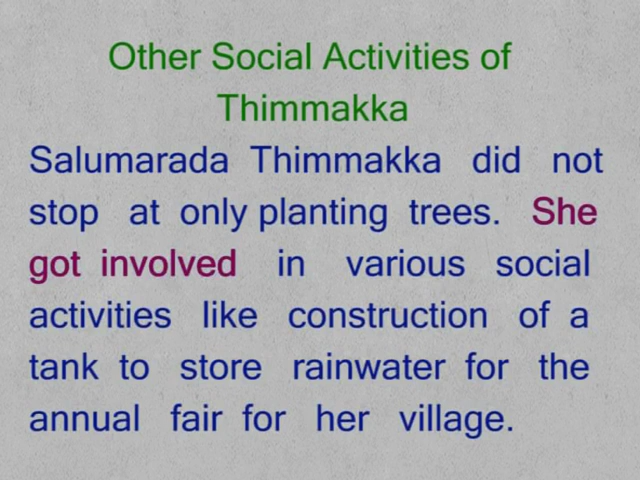 Other Social Activities of
Thimmakka
Salumarada Thimmakka did not
stop at only planting trees. She
got involved in various social
activities like construction of a
tank to store rainwater for the
annual fair for her village.